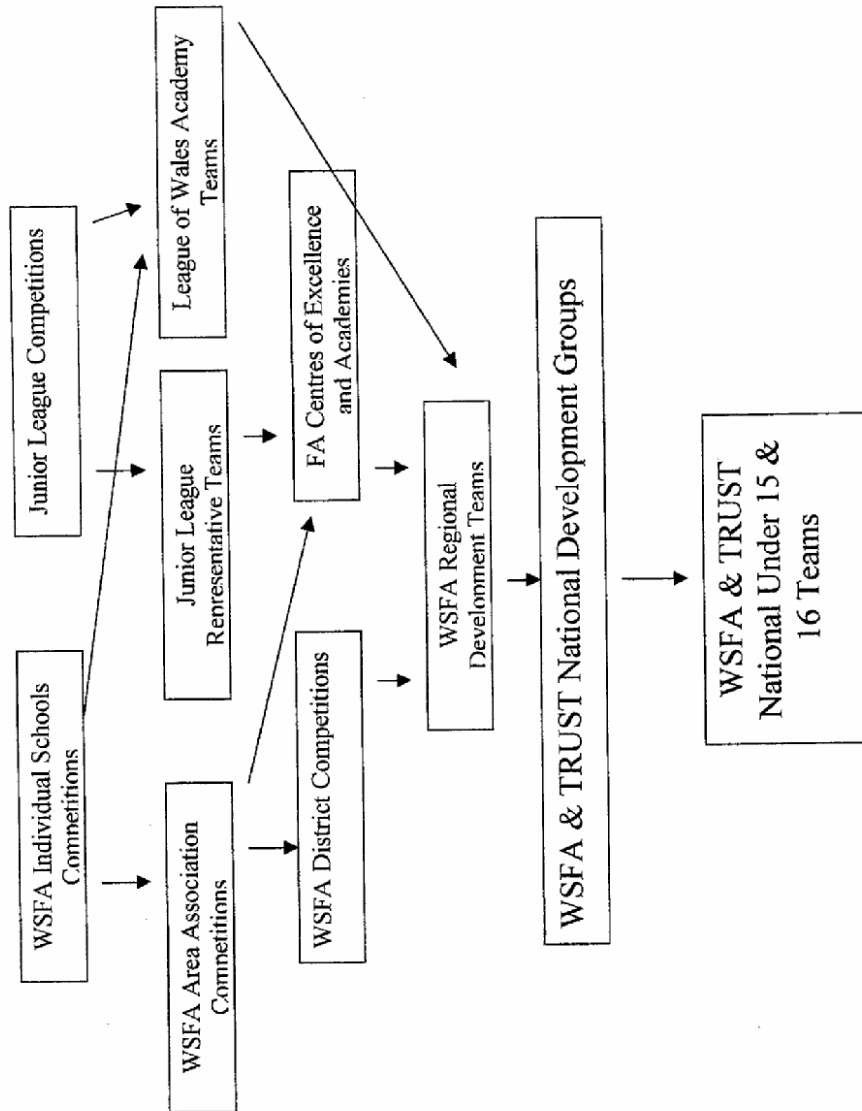 WSFA Individual Schools
Competitions
Junior League Competitions
WSFA Area Association
Competitions
Junior League
Representative Teams
League of Wales Academy
Teams
WSFA District Competitions
FA Centres of Excellence
and Academies
WSFA Regional
Development Teams
WSFA & TRUST National Development Groups
WSFA & TRUST
National Under 15 &
16 Teams